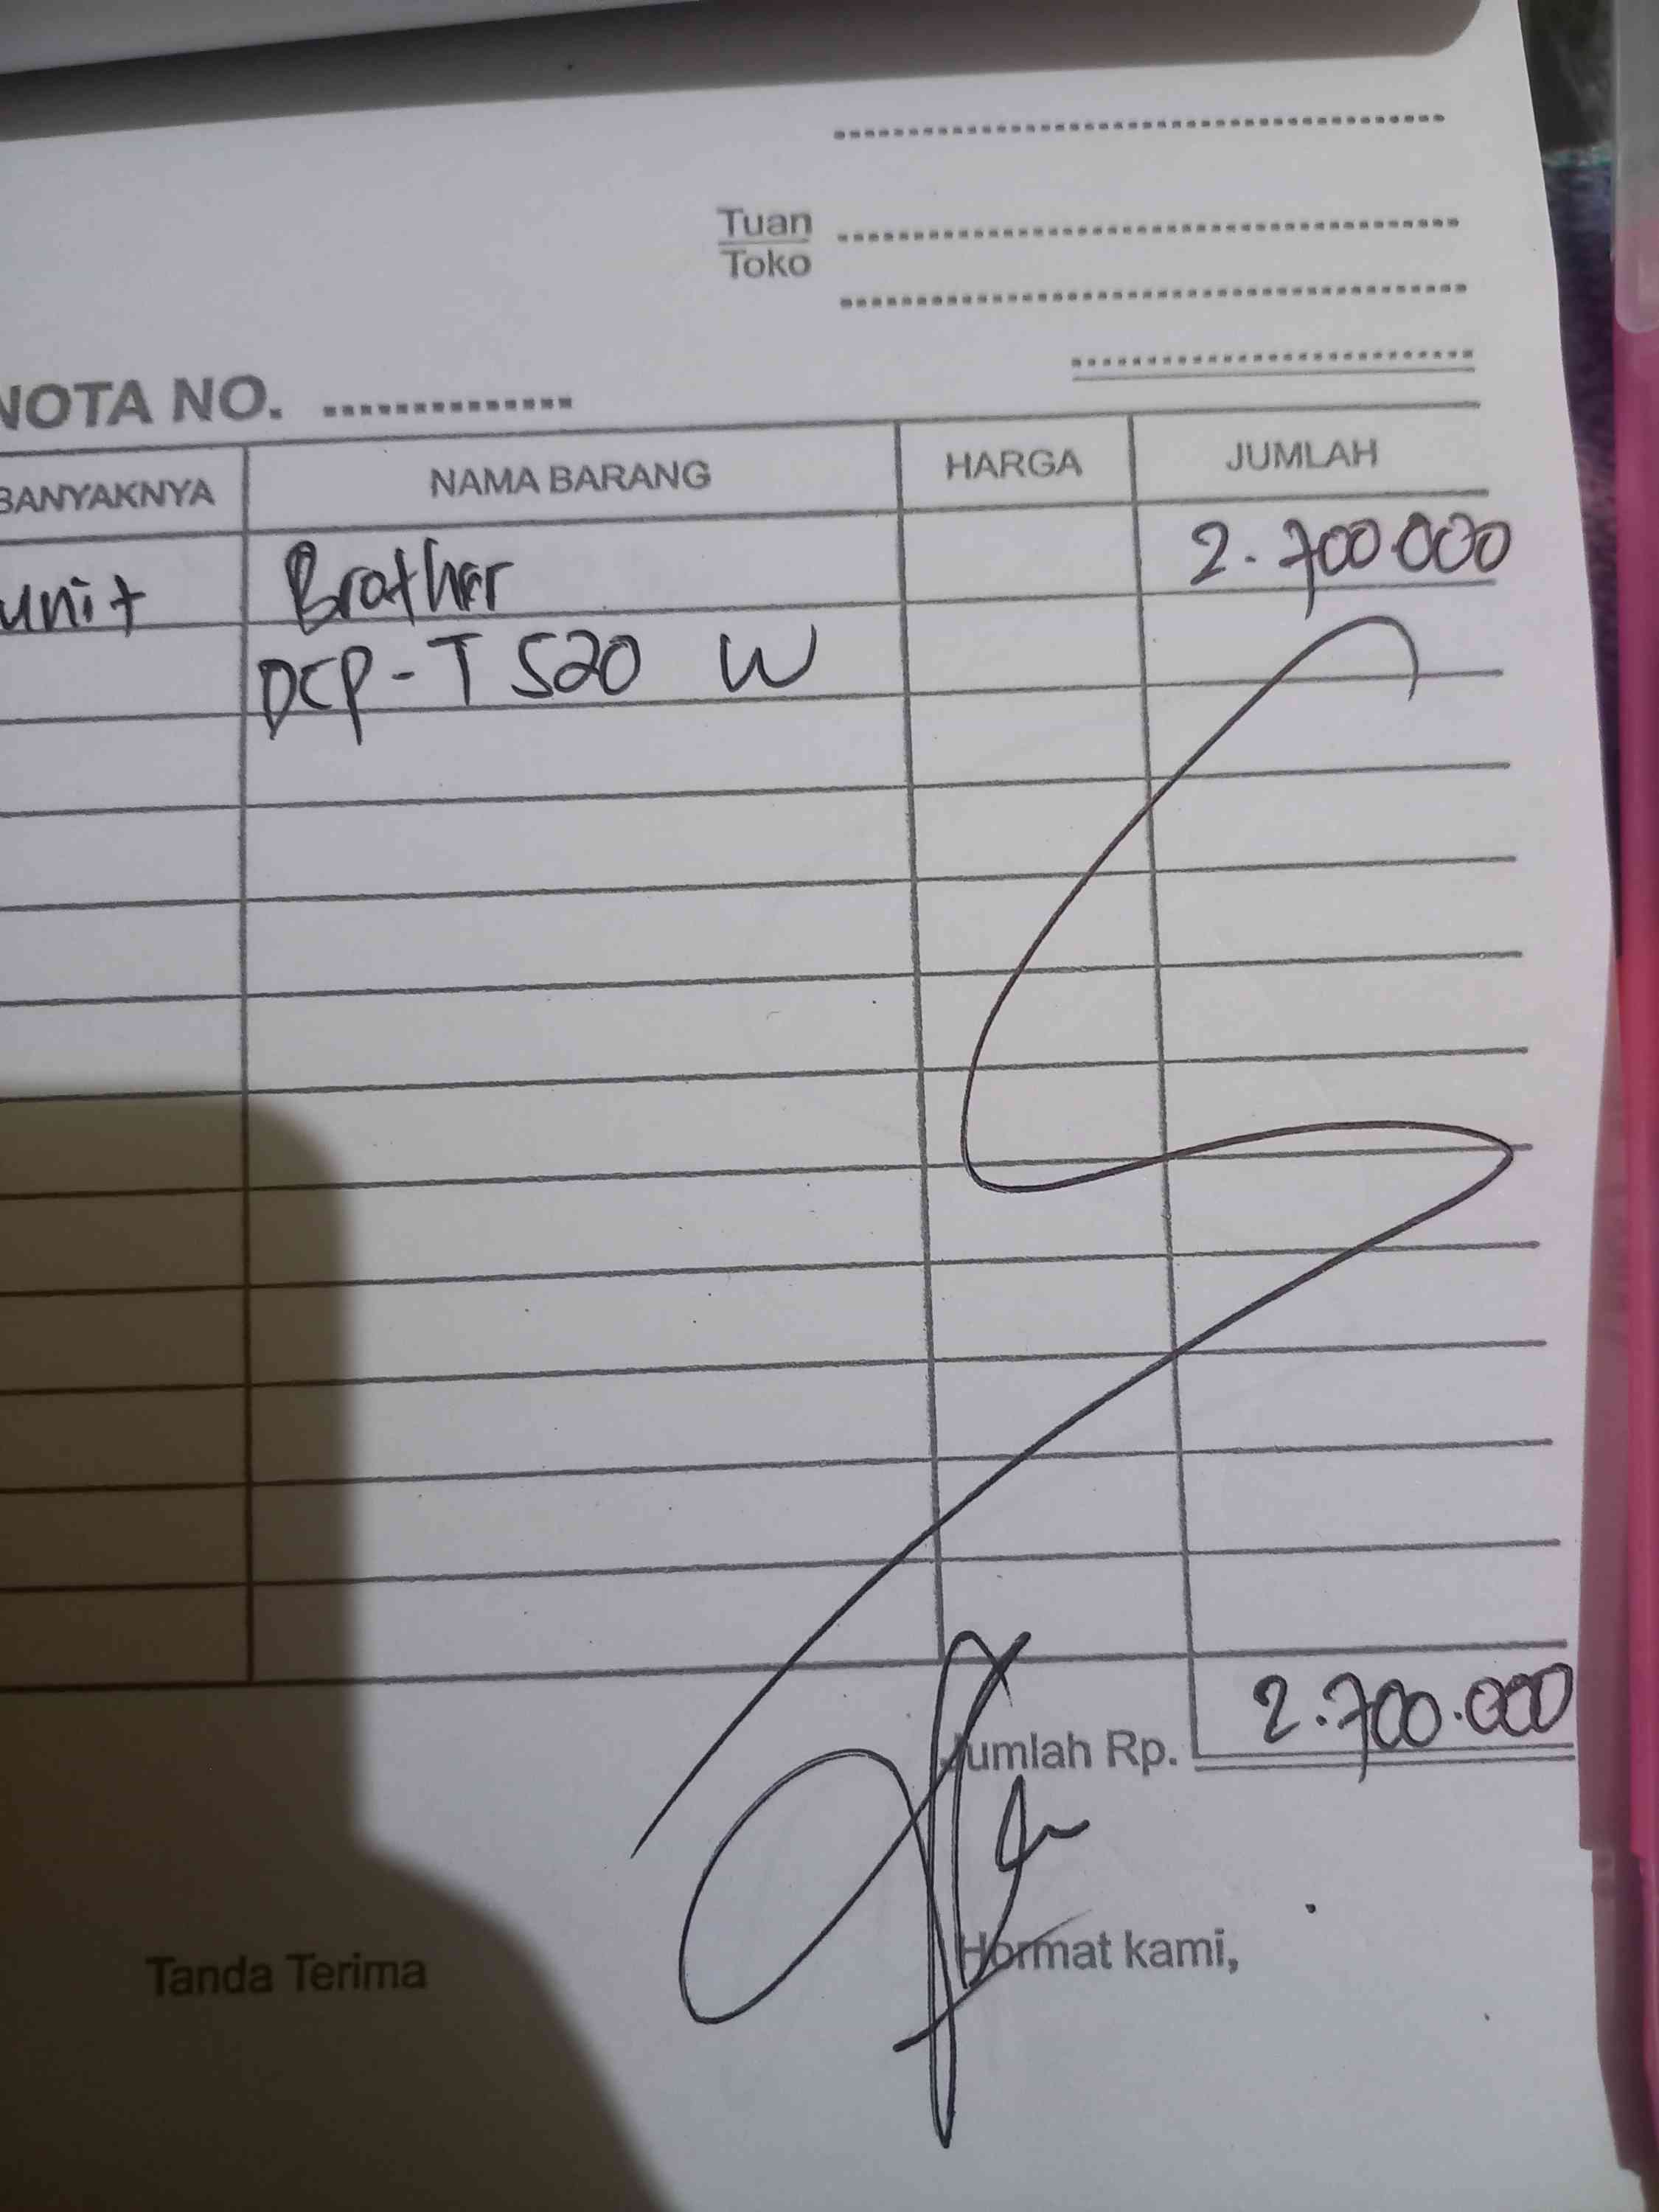 Tuan
Toko
NOTA NO. ................
BANYAKNYA NAMA BARANG HARGA JUMLAH
unit Brother 2.700.000
DCP-T520 W
Jumlah Rp. 2.700.000
Tanda Terima Hormat kami,